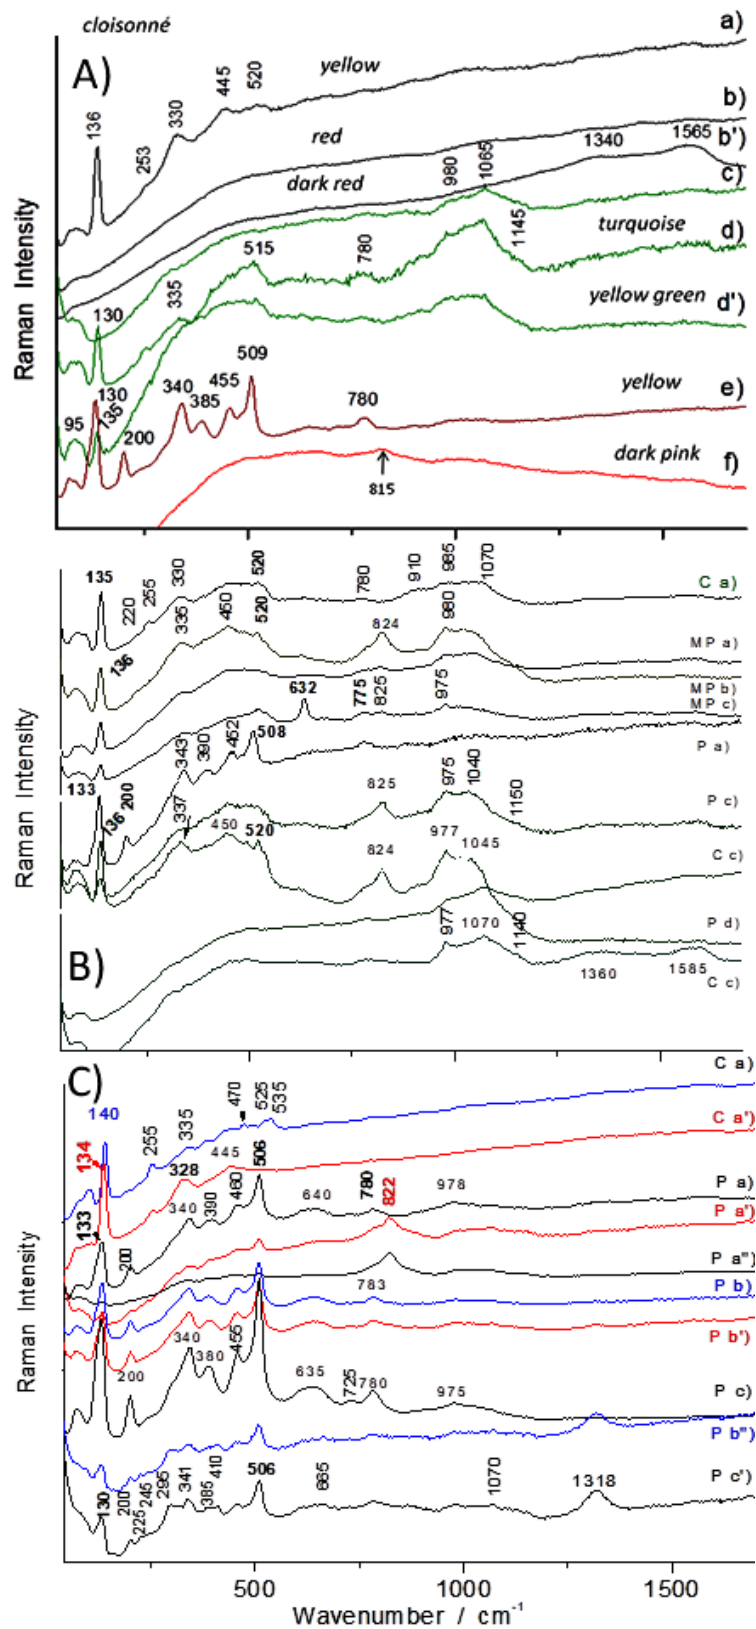 cloisonné
a)
A)
yellow
445
520
330
136
253
b)
red
b')
1340
1565
dark red
c)
980
1065
turquoise
1145
d)
515
780
335
yellow green
d')
130
509
yellow
e)
130
340
455
385
780
95
135
200
dark pink
f)
815
Raman Intensity
135
220
255
330
520
780
910
985
1070
C a)
335
450
520
824
980
MP a)
136
632
775
825
975
MP b)
MP c)
133
200
343
390
452
508
P a)
136
337
825
975
1040
1150
P c)
450
520
824
977
1045
C c)
P d)
977
1070
1140
B)
1360
1585
C c)
Raman Intensity
C)
C a)
140
255
335
470
525
535
C a')
134
328
445
506
P a)
133
200
340
390
460
640
780
822
978
P a')
P a'')
783
P b)
P b')
200
340
380
455
635
725
780
975
P c)
P b'')
130
200
225
245
295
341
385
410
506
665
1070
1318
P c')
Raman Intensity
500
1000
1500
Wavenumber / cm⁻¹